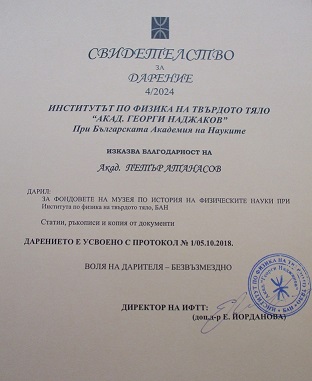 СВИДЕТЕЛСТВО
ЗА
ДАРЕНИЕ
4/2024
ИНСТИТУТЪТ ПО ФИЗИКА НА ТВЪРДОТО ТЯЛО
"АКАД. ГЕОРГИ НАДЖАКОВ"
При Българската Академия на Науките
ИЗКАЗВА БЛАГОДАРНОСТ НА
Акад. ПЕТЪР АТАНАСОВ
ДАРИЛ:
ЗА ФОНДОВЕТЕ НА МУЗЕЯ ПО ИСТОРИЯ НА ФИЗИЧЕСКИТЕ НАУКИ ПРИ
Института по физика на твърдото тяло, БАН
Статии, ръкописи и копия от документи
ДАРЕНИЕТО Е УСВОЕНО С ПРОТОКОЛ № 1/05.10.2018.
ВОЛЯ НА ДАРИТЕЛЯ – БЕЗВЪЗМЕЗДНО
ДИРЕКТОР НА ИФТТ:
(доц.д-р Е. ЙОРДАНОВА)